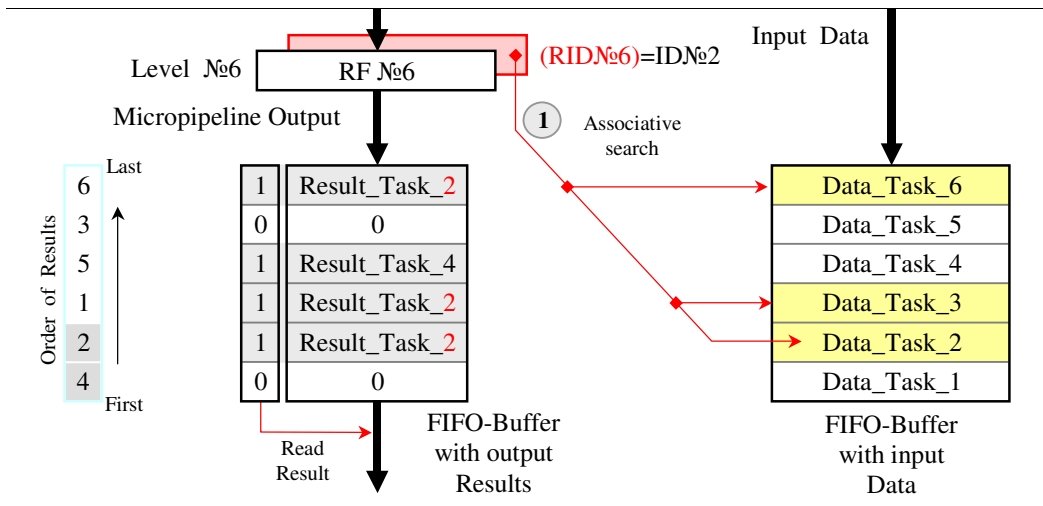 Input Data
(RID№6)=ID№2
Level №6
RF №6
Micropipeline Output
1
Associative
search
Last
6
3
5
1
2
4
First
Order of Results
1 Result_Task_2
0 0
1 Result_Task_4
1 Result_Task_2
1 Result_Task_2
0 0
Data_Task_6
Data_Task_5
Data_Task_4
Data_Task_3
Data_Task_2
Data_Task_1
Read
Result
FIFO-Buffer
with output
Results
FIFO-Buffer
with input
Data